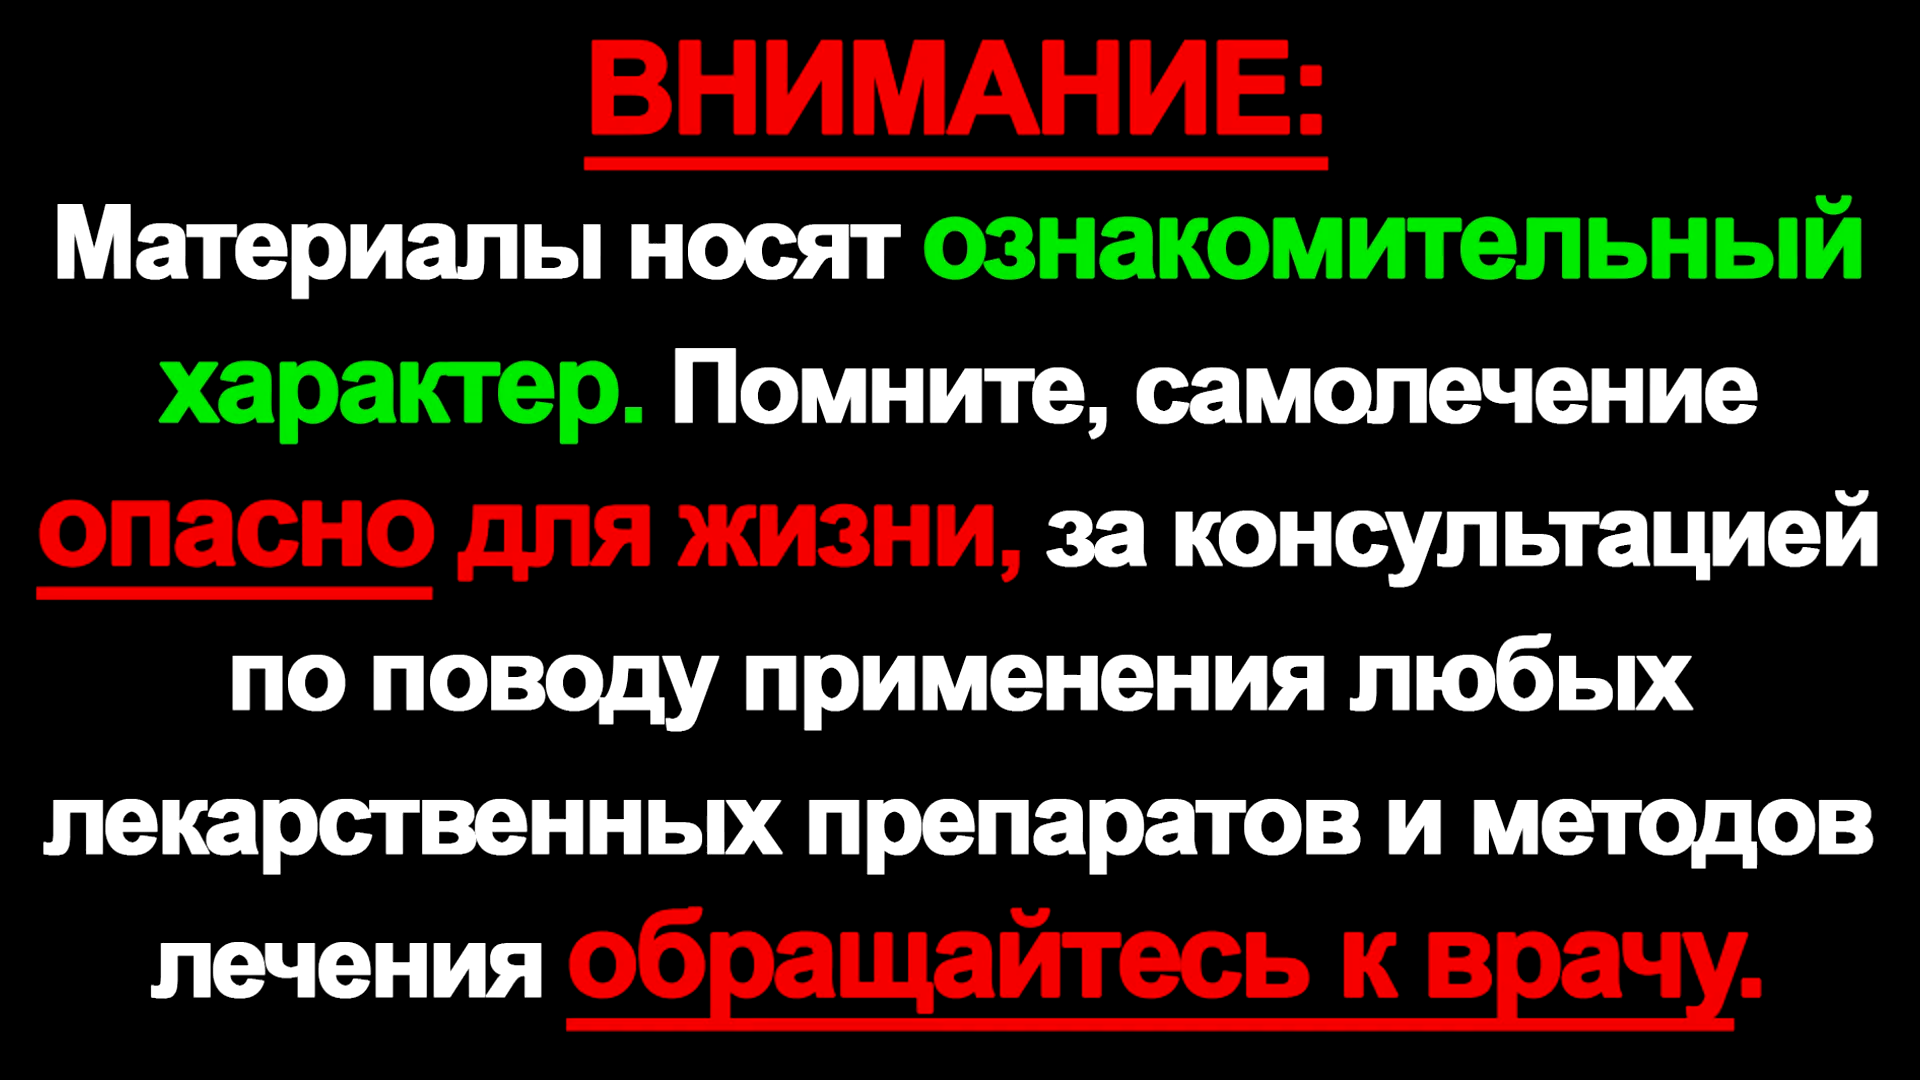 ВНИМАНИЕ:
Материалы носят ознакомительный
характер. Помните, самолечение
опасно для жизни, за консультацией
по поводу применения любых
лекарственных препаратов и методов
лечения обращайтесь к врачу.